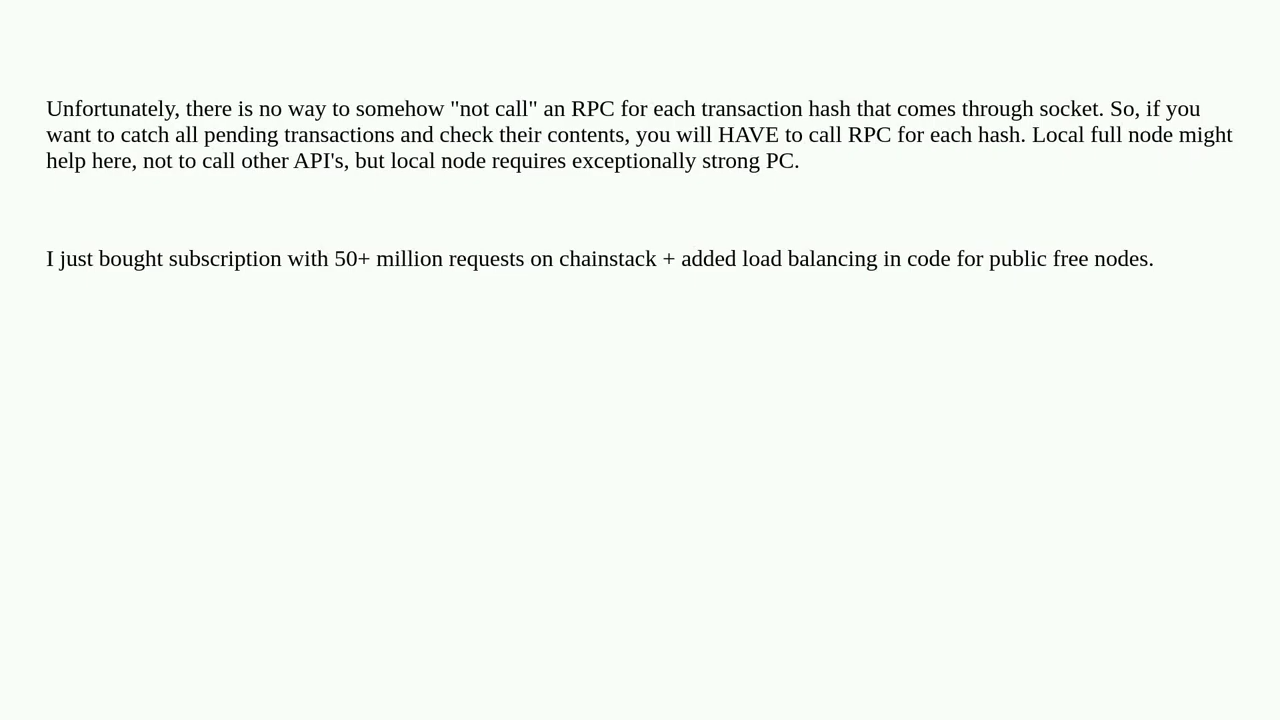 Unfortunately, there is no way to somehow "not call" an RPC for each transaction hash that comes through socket. So, if you
want to catch all pending transactions and check their contents, you will HAVE to call RPC for each hash. Local full node might
help here, not to call other API's, but local node requires exceptionally strong PC.
I just bought subscription with 50+ million requests on chainstack + added load balancing in code for public free nodes.